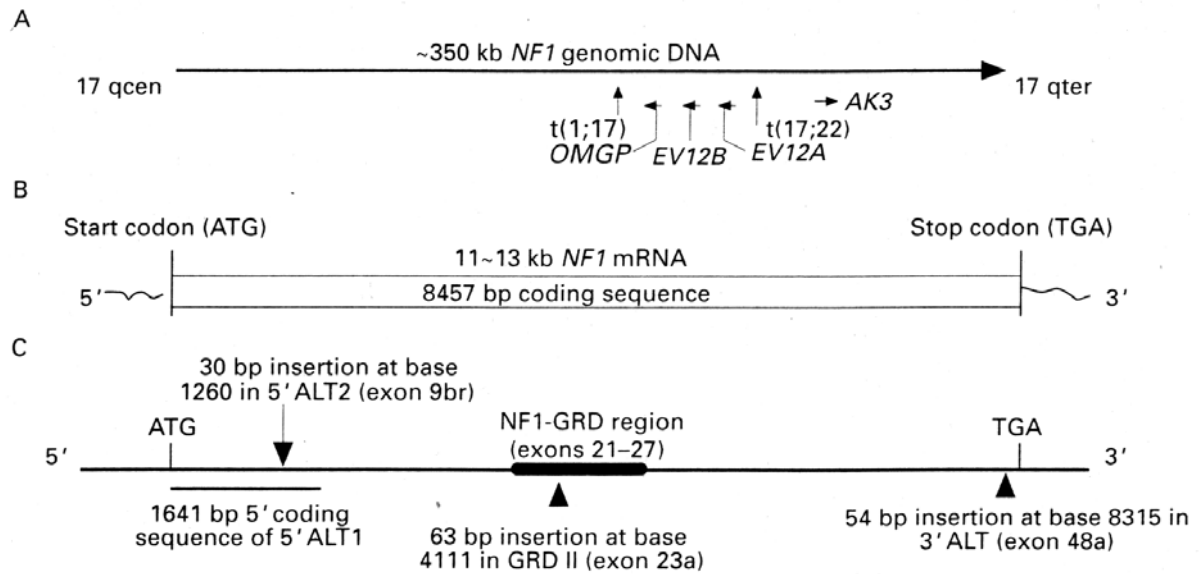 A
~350 kb NF1 genomic DNA
17 qcen
17 qter
AK3
t(1;17)
t(17;22)
OMGP
EV12B
EV12A
B
Start codon (ATG)
Stop codon (TGA)
11~13 kb NF1 mRNA
5′
8457 bp coding sequence
3′
C
30 bp insertion at base
1260 in 5′ ALT2 (exon 9br)
ATG
NF1-GRD region
(exons 21–27)
TGA
5′
3′
1641 bp 5′ coding
sequence of 5′ ALT1
63 bp insertion at base
4111 in GRD II (exon 23a)
54 bp insertion at base 8315 in
3′ ALT (exon 48a)